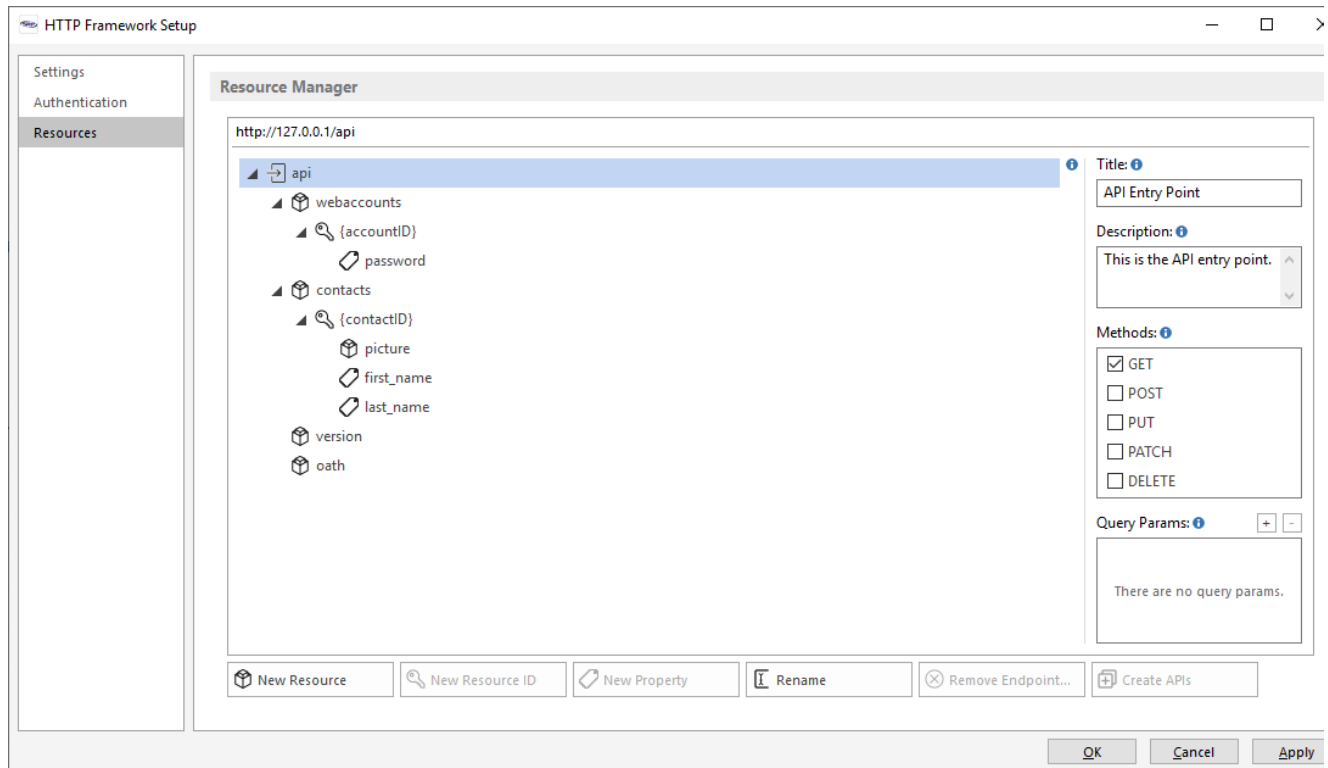 HTTP Framework Setup
Settings
Authentication
Resources
Resource Manager
http://127.0.0.1/api
api
webaccounts
{accountID}
password
contacts
{contactID}
picture
first_name
last_name
version
oath
Title:
API Entry Point
Description:
This is the API entry point.
Methods:
GET
POST
PUT
PATCH
DELETE
Query Params:
+ -
There are no query params.
New Resource
New Resource ID
New Property
Rename
Remove Endpoint...
Create APIs
OK
Cancel
Apply